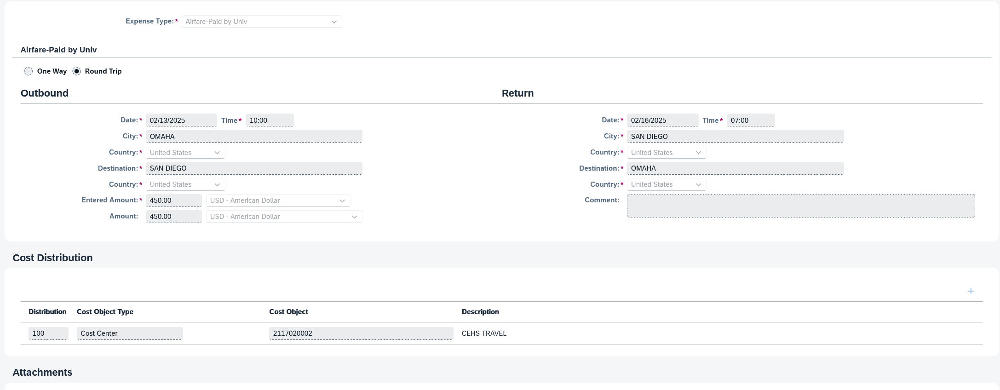 Expense Type:* Airfare-Paid by Univ
Airfare-Paid by Univ
One Way Round Trip
Outbound
Date:* 02/13/2025 Time* 10:00
City:* OMAHA
Country:* United States
Destination:* SAN DIEGO
Country:* United States
Entered Amount:* 450.00 USD - American Dollar
Amount: 450.00 USD - American Dollar
Return
Date:* 02/16/2025 Time* 07:00
City:* SAN DIEGO
Country:* United States
Destination:* OMAHA
Country:* United States
Comment:
Cost Distribution
Distribution Cost Object Type Cost Object Description
100 Cost Center 2117020002 CEHS TRAVEL
Attachments